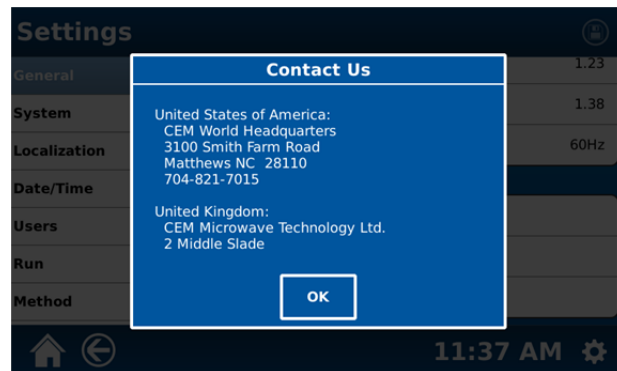 Settings
General
System
Localization
Date/Time
Users
Run
Method
1.23
1.38
60Hz
Contact Us
United States of America:
CEM World Headquarters
3100 Smith Farm Road
Matthews NC 28110
704-821-7015
United Kingdom:
CEM Microwave Technology Ltd.
2 Middle Slade
OK
11:37 AM